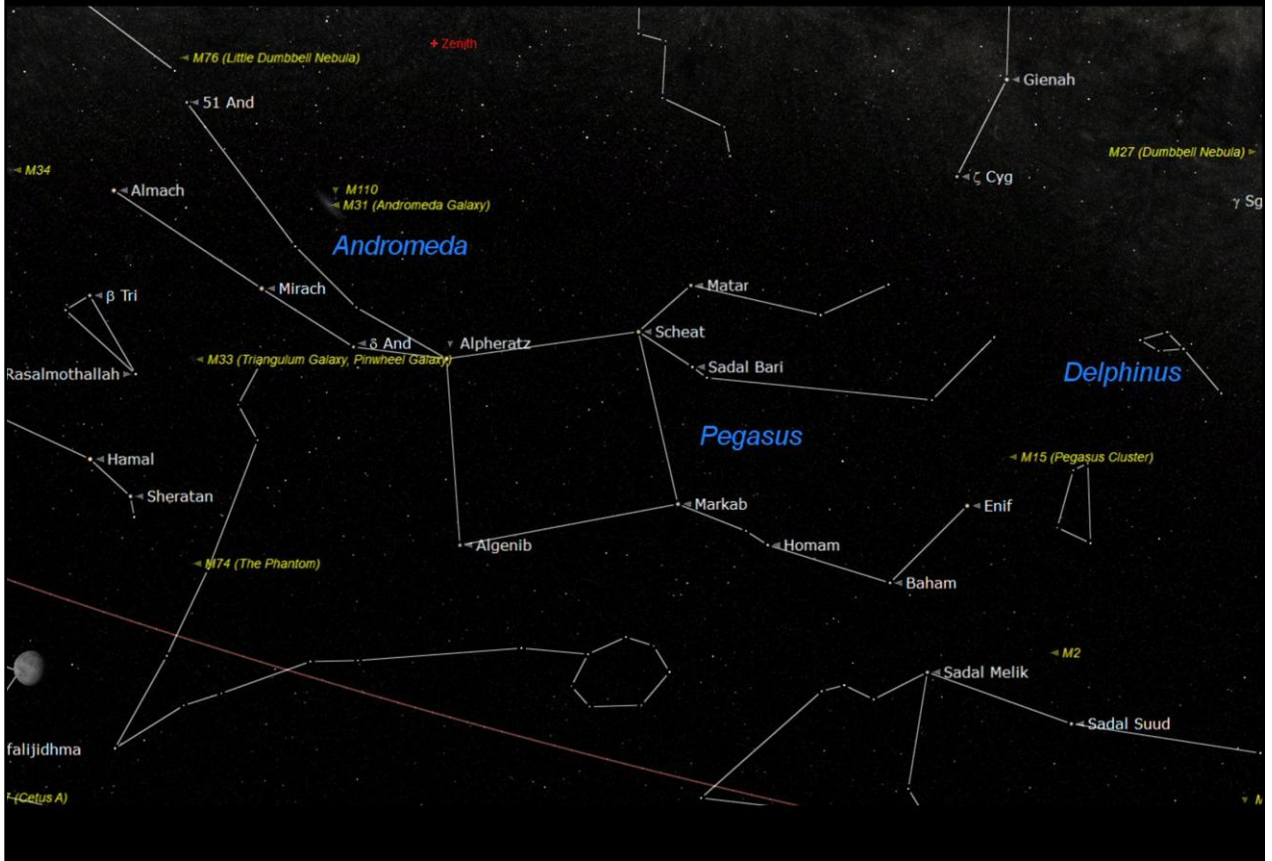 Zenjth
M76 (Little Dumbbell Nebula)
Gienah
51 And
M27 (Dumbbell Nebula)
M34
ζ Cyg
Almach
M110
M31 (Andromeda Galaxy)
γ Sg
Andromeda
Mirach
Matar
β Tri
Scheat
δ And
Alpheratz
M33 (Triangulum Galaxy, Pinwheel Galaxy)
Sadal Bari
Rasalmothallah
Delphinus
Pegasus
Hamal
M15 (Pegasus Cluster)
Sheratan
Markab
Enif
Algenib
Homam
M74 (The Phantom)
Baham
M2
Sadal Melik
Sadal Suud
falijidhma
(Cetus A)